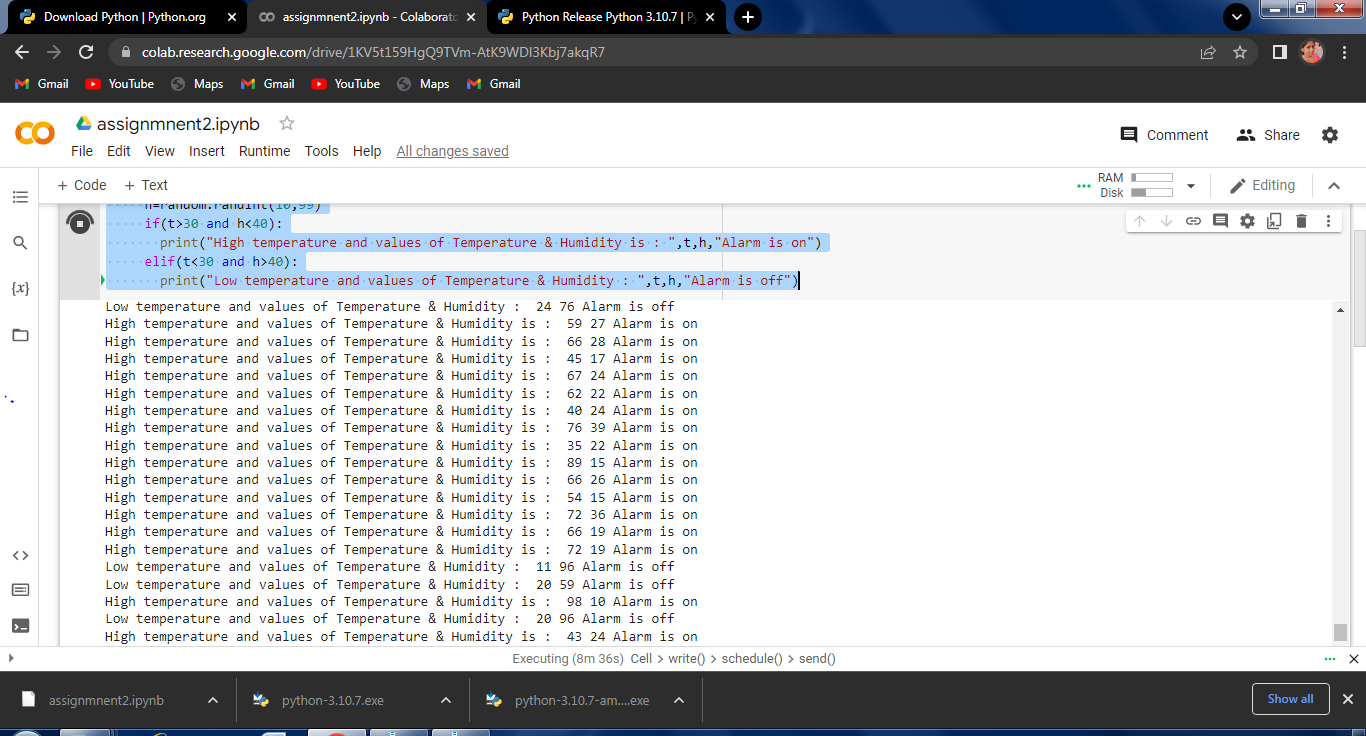 Download Python | Python.org
assignmnent2.ipynb - Colaborato
Python Release Python 3.10.7 | Py
colab.research.google.com/drive/1KV5t159HgQ9TVm-AtK9WDl3Kbj7akqR7
Gmail YouTube Maps Gmail YouTube Maps Gmail
assignmnent2.ipynb
File Edit View Insert Runtime Tools Help All changes saved
Comment Share
+ Code + Text
RAM
Disk
Editing
h=random.randint(10,99)
if(t>30 and h<40):
print("High temperature and values of Temperature & Humidity is : ",t,h,"Alarm is on")
elif(t<30 and h>40):
print("Low temperature and values of Temperature & Humidity : ",t,h,"Alarm is off")
Low temperature and values of Temperature & Humidity :  24 76 Alarm is off
High temperature and values of Temperature & Humidity is :  59 27 Alarm is on
High temperature and values of Temperature & Humidity is :  66 28 Alarm is on
High temperature and values of Temperature & Humidity is :  45 17 Alarm is on
High temperature and values of Temperature & Humidity is :  67 24 Alarm is on
High temperature and values of Temperature & Humidity is :  62 22 Alarm is on
High temperature and values of Temperature & Humidity is :  40 24 Alarm is on
High temperature and values of Temperature & Humidity is :  76 39 Alarm is on
High temperature and values of Temperature & Humidity is :  35 22 Alarm is on
High temperature and values of Temperature & Humidity is :  89 15 Alarm is on
High temperature and values of Temperature & Humidity is :  66 26 Alarm is on
High temperature and values of Temperature & Humidity is :  54 15 Alarm is on
High temperature and values of Temperature & Humidity is :  72 36 Alarm is on
High temperature and values of Temperature & Humidity is :  66 19 Alarm is on
High temperature and values of Temperature & Humidity is :  72 19 Alarm is on
Low temperature and values of Temperature & Humidity :  11 96 Alarm is off
Low temperature and values of Temperature & Humidity :  20 59 Alarm is off
High temperature and values of Temperature & Humidity is :  98 10 Alarm is on
Low temperature and values of Temperature & Humidity :  20 96 Alarm is off
High temperature and values of Temperature & Humidity is :  43 24 Alarm is on
Executing (8m 36s) Cell > write() > schedule() > send()
assignmnent2.ipynb
python-3.10.7.exe
python-3.10.7-am....exe
Show all